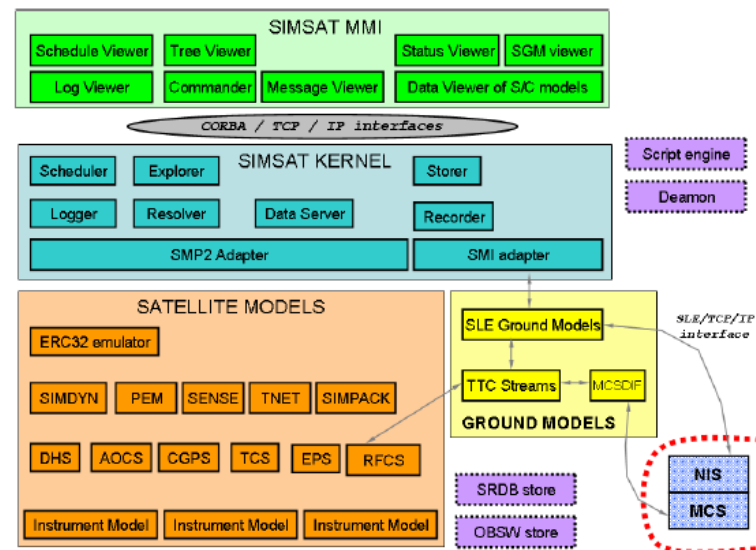 SIMSAT MMI
Schedule Viewer
Tree Viewer
Status Viewer
SGM viewer
Log Viewer
Commander
Message Viewer
Data Viewer of S/C models
CORBA / TCP / IP interfaces
SIMSAT KERNEL
Scheduler
Explorer
Storer
Logger
Resolver
Data Server
Recorder
SMP2 Adapter
SMI adapter
Script engine
Deamon
SATELLITE MODELS
ERC32 emulator
SIMDYN
PEM
SENSE
TNET
SIMPACK
DHS
AOCS
CGPS
TCS
EPS
RFCS
Instrument Model
Instrument Model
Instrument Model
SLE Ground Models
TTC Streams
MCSDIF
GROUND MODELS
SLE/TCP/IP
interface
SRDB store
OBSW store
NIS
MCS